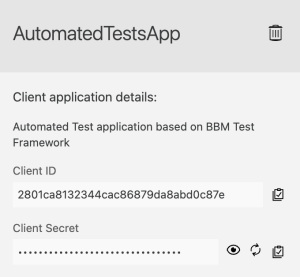 AutomatedTestsApp
Client application details:
Automated Test application based on BBM Test
Framework
Client ID
2801ca8132344cac86879da8abd0c87e
Client Secret
••••••••••••••••••••••••••••••••